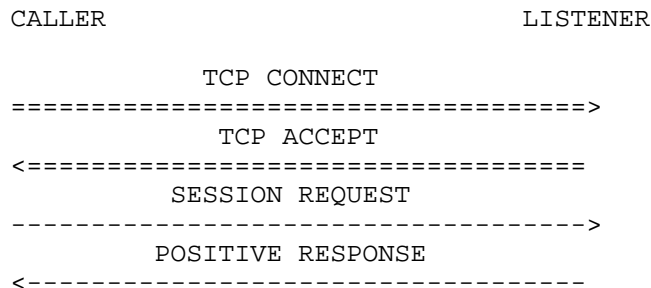 CALLER LISTENER
TCP CONNECT
====================================>
TCP ACCEPT
<===================================
SESSION REQUEST
------------------------------------>
POSITIVE RESPONSE
<-----------------------------------